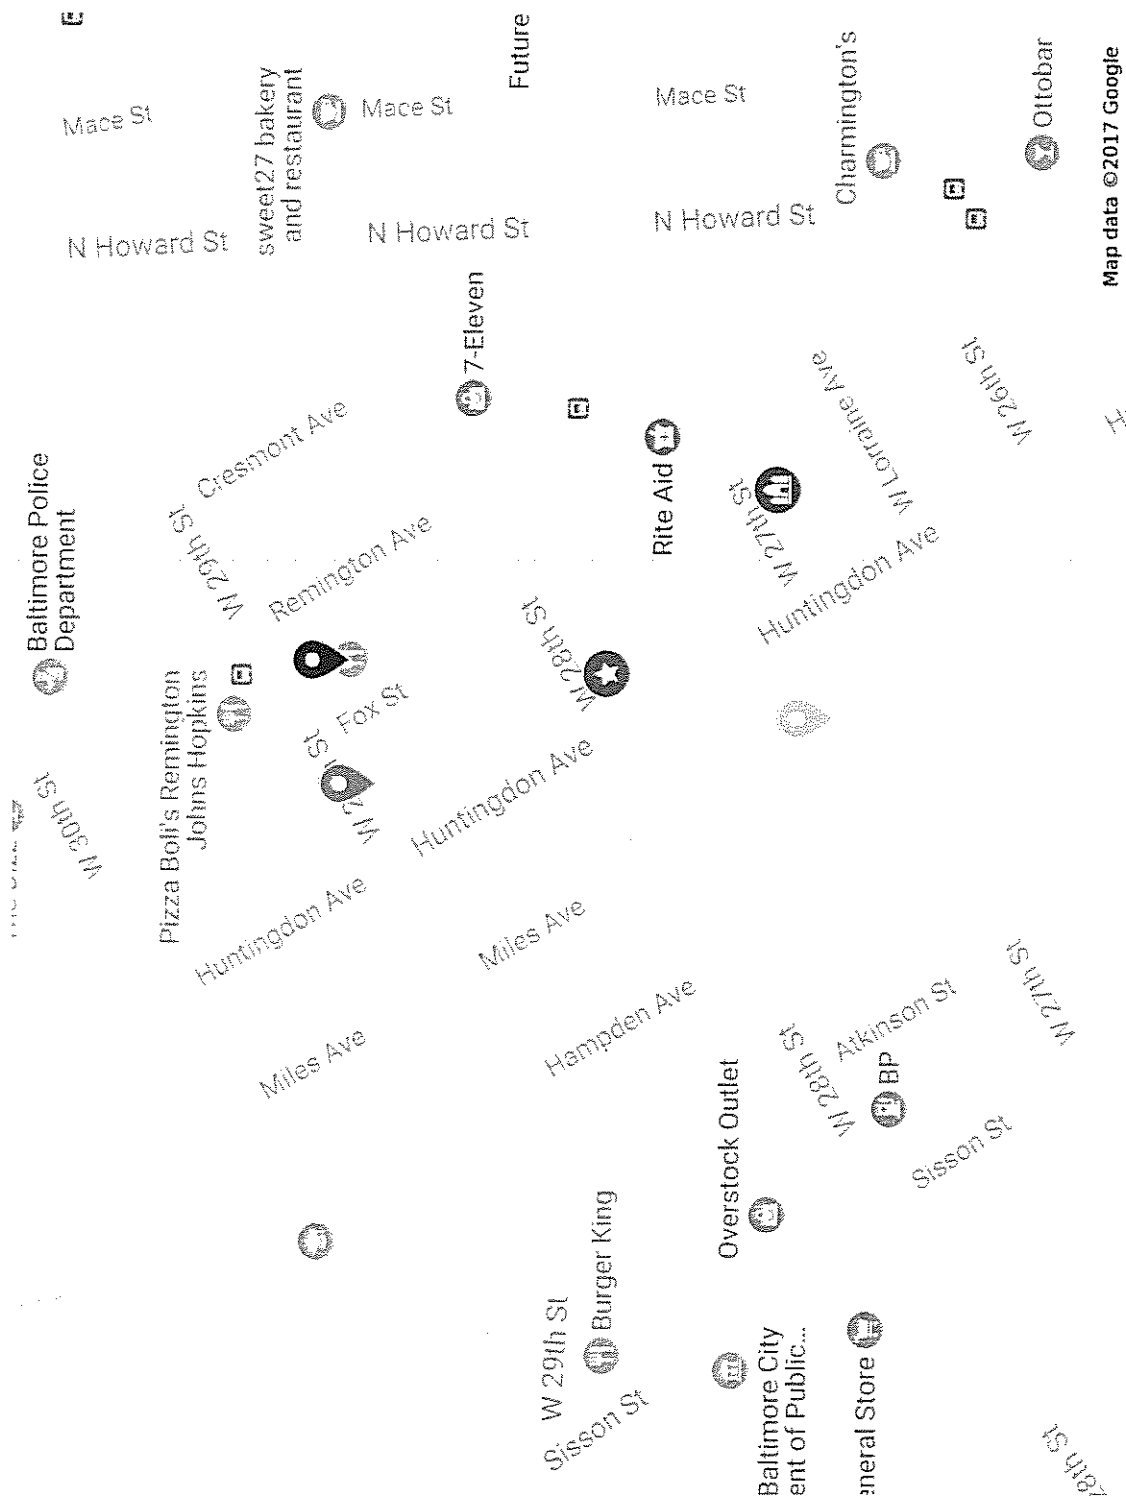 W 30th St
Baltimore Police
Department
Mace St
N Howard St
Pizza Boli's Remington
Johns Hopkins
W 29th St
Cresmont Ave
sweet27 bakery
and restaurant
Huntingdon Ave
Miles Ave
Remington Ave
Fox St
N Howard St
Mace St
Huntingdon Ave
Miles Ave
7-Eleven
Future
W 29th St
Sisson St
Burger King
Hampden Ave
W 28th St
Rite Aid
N Howard St
Mace St
Overstock Outlet
W 27th St
Baltimore City
ent of Public...
W 28th St
Huntingdon Ave
W Lorraine Ave
Charmington's
eneral Store
BP
Atkinson St
Sisson St
W 26th St
W 27th St
Ottobar
28th St
Map data ©2017 Google